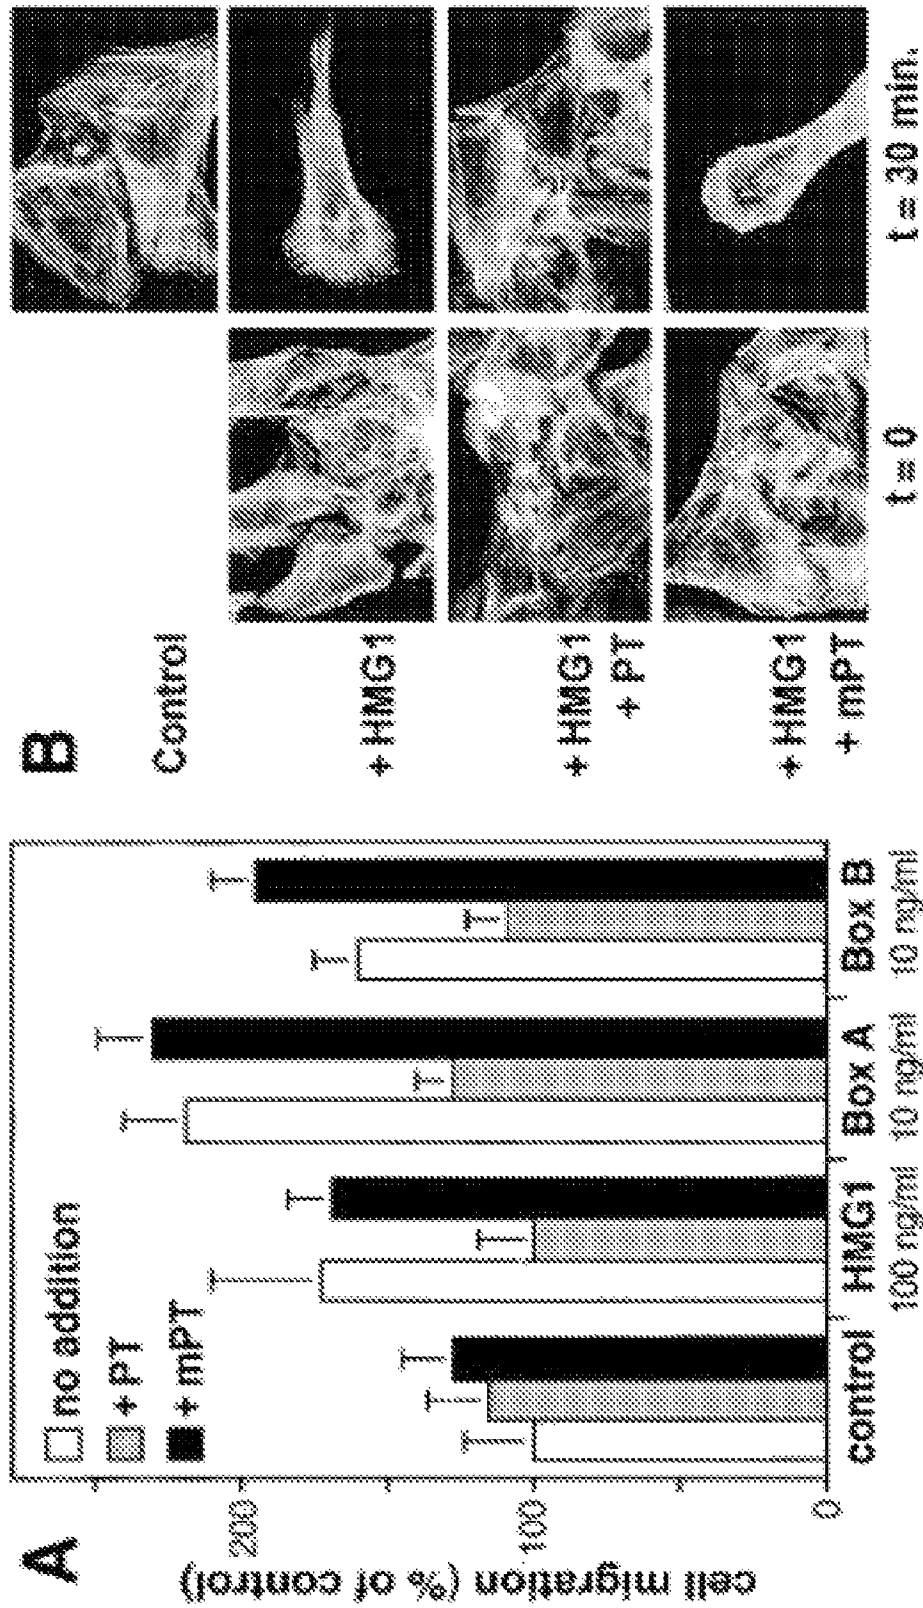 A
cell migration (% of control)
200
100
0
no addition
+ PT
+ mPT
control
HMG1
Box A
Box B
100 ng/ml
10 ng/ml
10 ng/ml
B
Control
+ HMG1
+ HMG1
+ PT
+ HMG1
+ mPT
t = 0
t = 30 min.